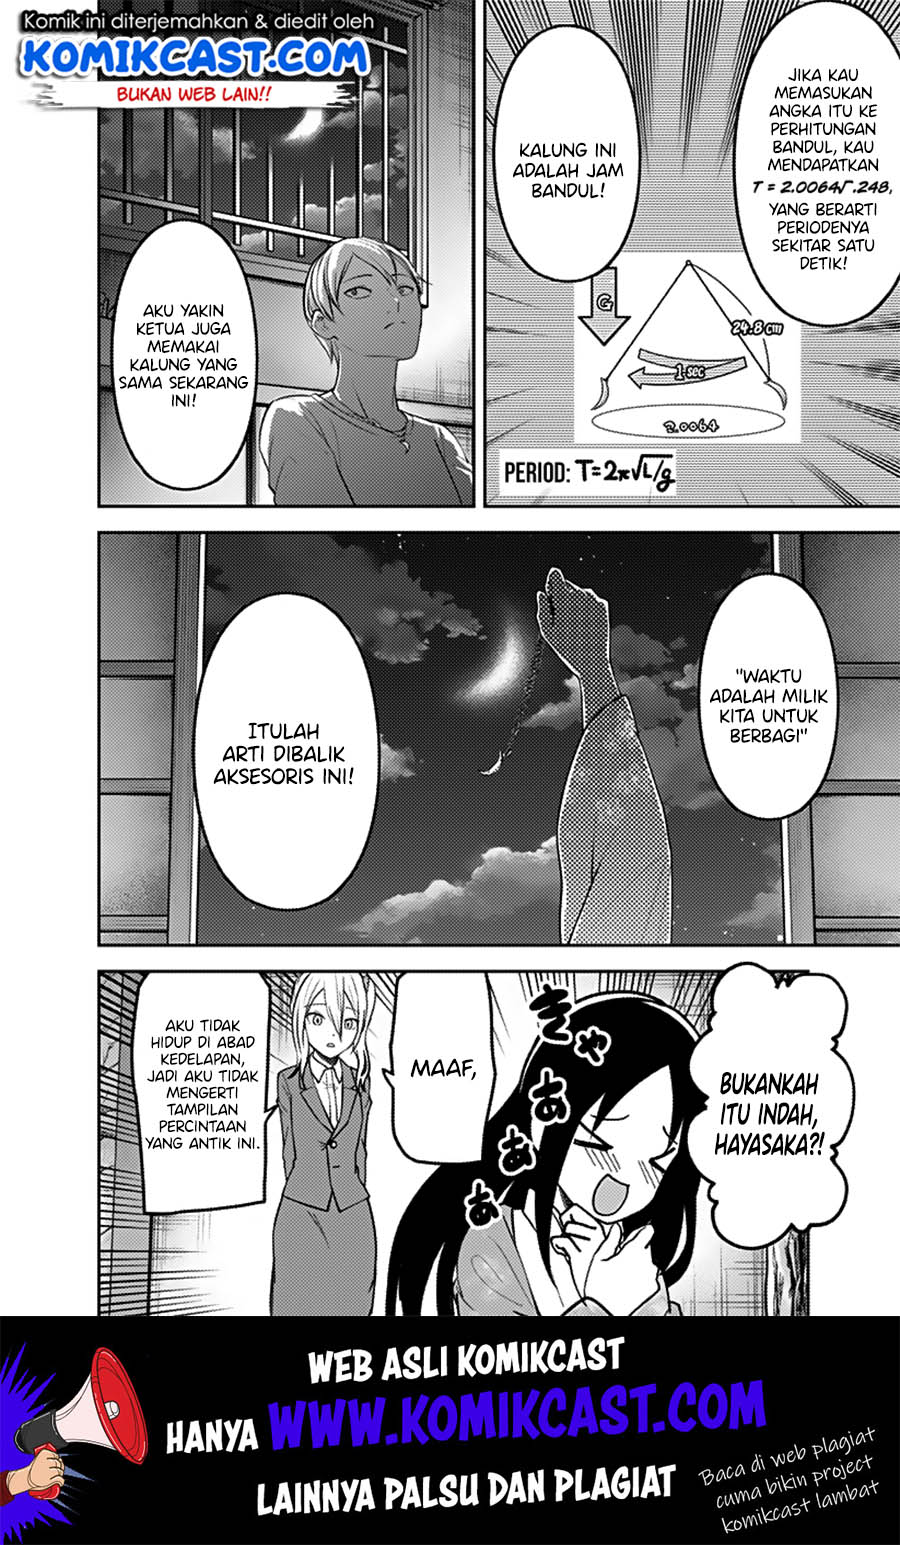 Komik ini diterjemahkan & diedit oleh
KOMIKCAST.COM
BUKAN WEB LAIN!!
JIKA KAU
MEMASUKAN
ANGKA ITU KE
PERHITUNGAN
BANDUL, KAU
MENDAPATKAN
T = 2.0064√.248,
YANG BERARTI
PERIODENYA
SEKITAR SATU
DETIK!
KALUNG INI
ADALAH JAM
BANDUL!
G
24.8 cm
1 sec
2.0064
PERIOD: T=2π√L/g
AKU YAKIN
KETUA JUGA
MEMAKAI
KALUNG YANG
SAMA SEKARANG
INI!
"WAKTU
ADALAH MILIK
KITA UNTUK
BERBAGI"
ITULAH
ARTI DIBALIK
AKSESORIS INI!
BUKANKAH
ITU INDAH,
HAYASAKA?!
きゃあああぁ
MAAF,
AKU TIDAK
HIDUP DI ABAD
KEDELAPAN,
JADI AKU TIDAK
MENGERTI
TAMPILAN
PERCINTAAN
YANG ANTIK INI.
WEB ASLI KOMIKCAST
HANYA WWW.KOMIKCAST.COM
LAINNYA PALSU DAN PLAGIAT
Baca di web plagiat
cuma bikin project
komikcast lambat